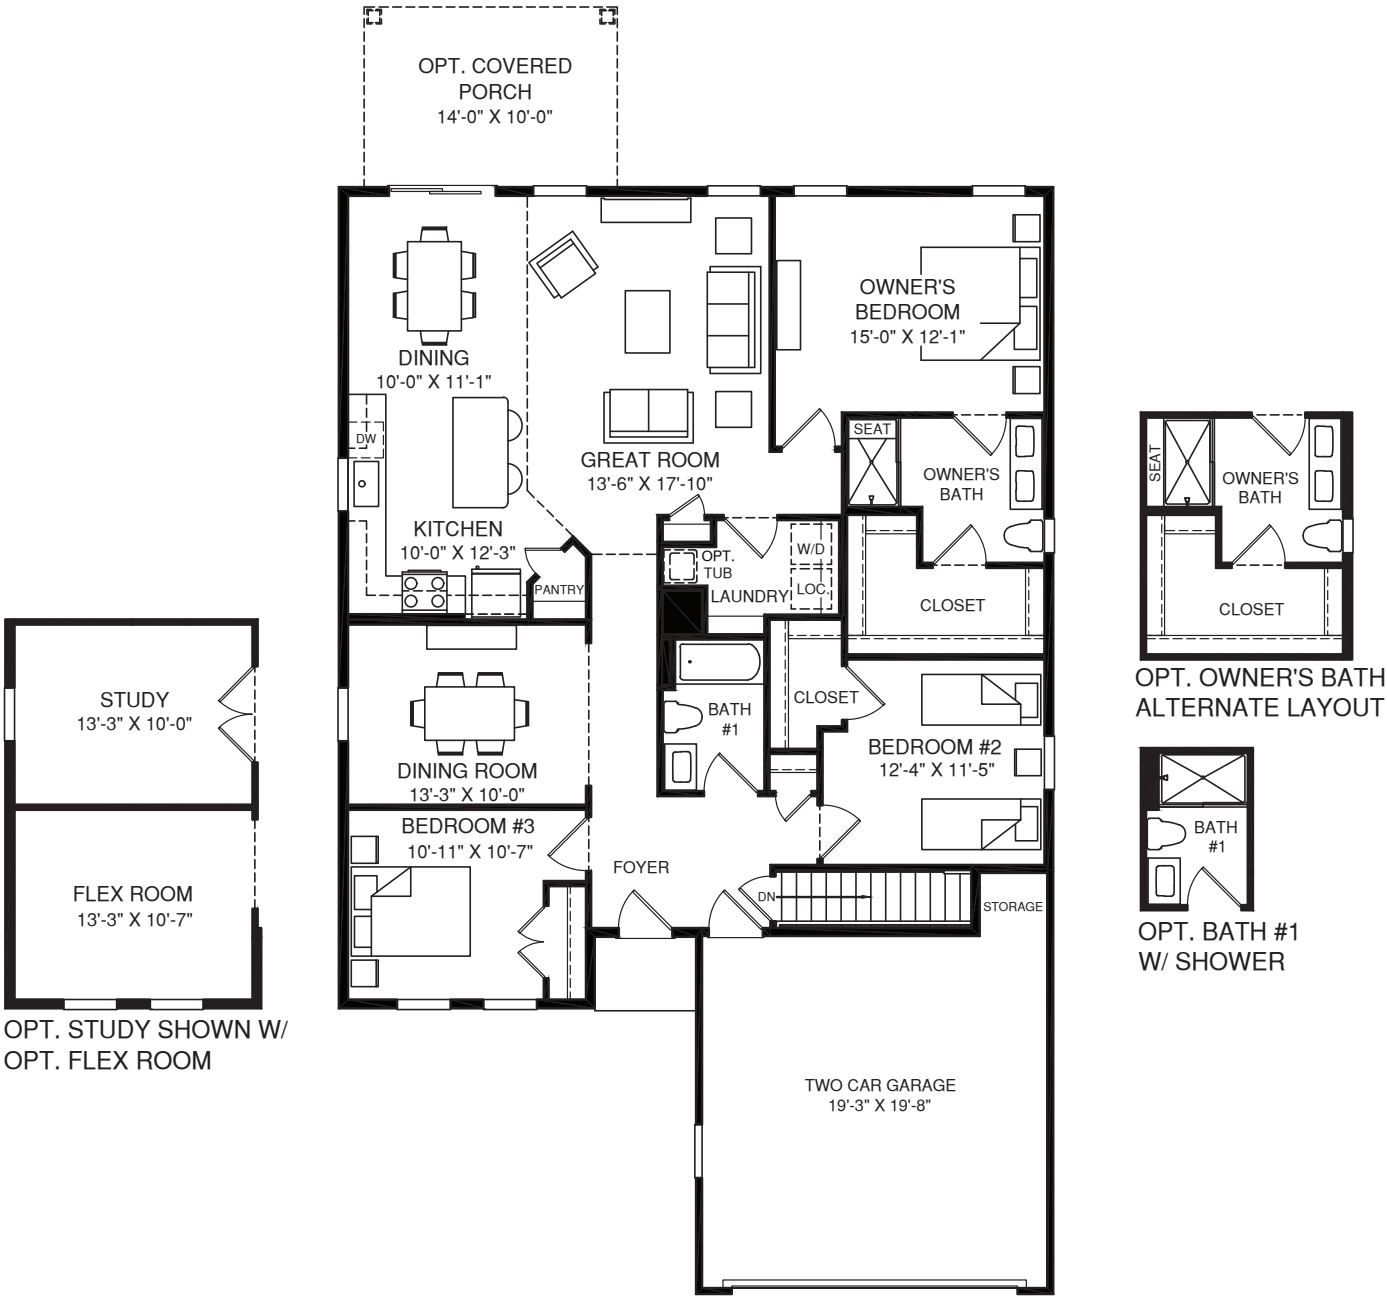 OPT. COVERED
PORCH
14'-0" X 10'-0"
OWNER'S
BEDROOM
15'-0" X 12'-1"
DINING
10'-0" X 11'-1"
DW
GREAT ROOM
13'-6" X 17'-10"
KITCHEN
10'-0" X 12'-3"
PANTRY
SEAT
OWNER'S
BATH
CLOSET
OPT.
TUB
W/D
LOC.
LAUNDRY
CLOSET
BATH
#1
BEDROOM #2
12'-4" X 11'-5"
DINING ROOM
13'-3" X 10'-0"
BEDROOM #3
10'-11" X 10'-7"
FOYER
DN
STORAGE
TWO CAR GARAGE
19'-3" X 19'-8"
STUDY
13'-3" X 10'-0"
FLEX ROOM
13'-3" X 10'-7"
OPT. STUDY SHOWN W/
OPT. FLEX ROOM
SEAT
OWNER'S
BATH
CLOSET
OPT. OWNER'S BATH
ALTERNATE LAYOUT
BATH
#1
OPT. BATH #1
W/ SHOWER